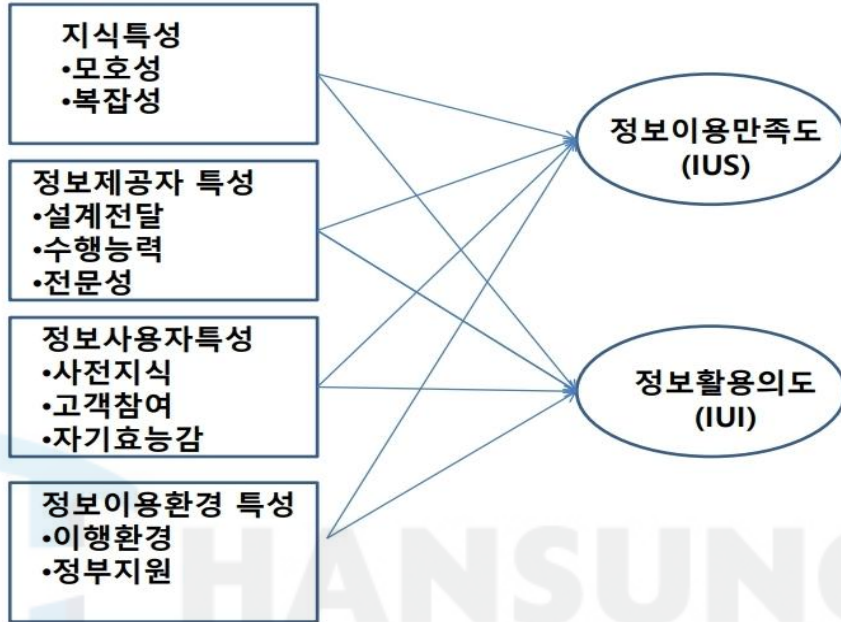 지식특성
•모호성
•복잡성
정보제공자 특성
•설계전달
•수행능력
•전문성
정보사용자특성
•사전지식
•고객참여
•자기효능감
정보이용환경 특성
•이행환경
•정부지원
정보이용만족도
(IUS)
정보활용의도
(IUI)
HANSUNG